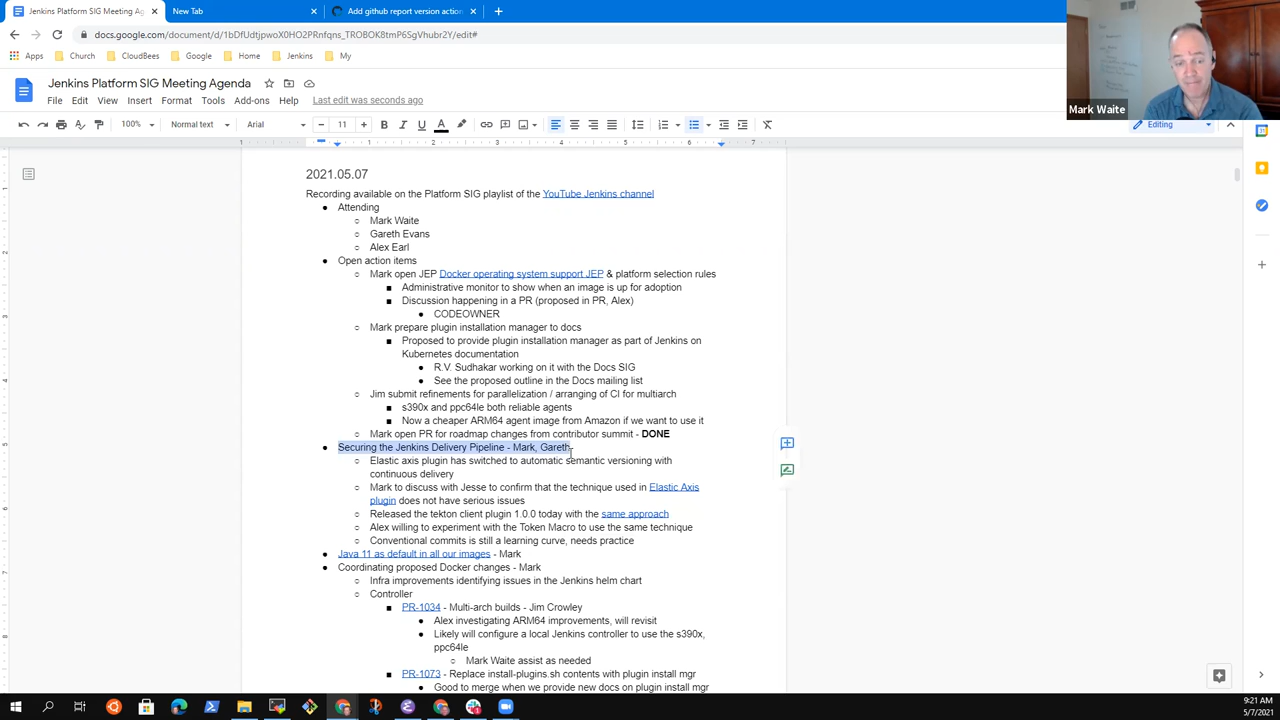 Jenkins Platform SIG Meeting Ag
New Tab
Add github report version action
docs.google.com/document/d/1bDfUdtjpwoX0HO2PRnfqns_TROBOK8tmP6SgVhubr2Y/edit#
Apps Church CloudBees Google Home Jenkins My
Jenkins Platform SIG Meeting Agenda
File Edit View Insert Format Tools Add-ons Help Last edit was seconds ago
100% Normal text Arial 11 Editing
Mark Waite
2021.05.07
Recording available on the Platform SIG playlist of the YouTube Jenkins channel
● Attending
○ Mark Waite
○ Gareth Evans
○ Alex Earl
● Open action items
○ Mark open JEP Docker operating system support JEP & platform selection rules
■ Administrative monitor to show when an image is up for adoption
■ Discussion happening in a PR (proposed in PR, Alex)
● CODEOWNER
○ Mark prepare plugin installation manager to docs
■ Proposed to provide plugin installation manager as part of Jenkins on
Kubernetes documentation
● R.V. Sudhakar working on it with the Docs SIG
● See the proposed outline in the Docs mailing list
○ Jim submit refinements for parallelization / arranging of CI for multiarch
■ s390x and ppc64le both reliable agents
■ Now a cheaper ARM64 agent image from Amazon if we want to use it
○ Mark open PR for roadmap changes from contributor summit - DONE
● Securing the Jenkins Delivery Pipeline - Mark, Gareth
○ Elastic axis plugin has switched to automatic semantic versioning with
continuous delivery
○ Mark to discuss with Jesse to confirm that the technique used in Elastic Axis
plugin does not have serious issues
○ Released the tekton client plugin 1.0.0 today with the same approach
○ Alex willing to experiment with the Token Macro to use the same technique
○ Conventional commits is still a learning curve, needs practice
● Java 11 as default in all our images - Mark
● Coordinating proposed Docker changes - Mark
○ Infra improvements identifying issues in the Jenkins helm chart
○ Controller
■ PR-1034 - Multi-arch builds - Jim Crowley
● Alex investigating ARM64 improvements, will revisit
● Likely will configure a local Jenkins controller to use the s390x,
ppc64le
○ Mark Waite assist as needed
■ PR-1073 - Replace install-plugins.sh contents with plugin install mgr
● Good to merge when we provide new docs on plugin install mgr
9:21 AM
5/7/2021